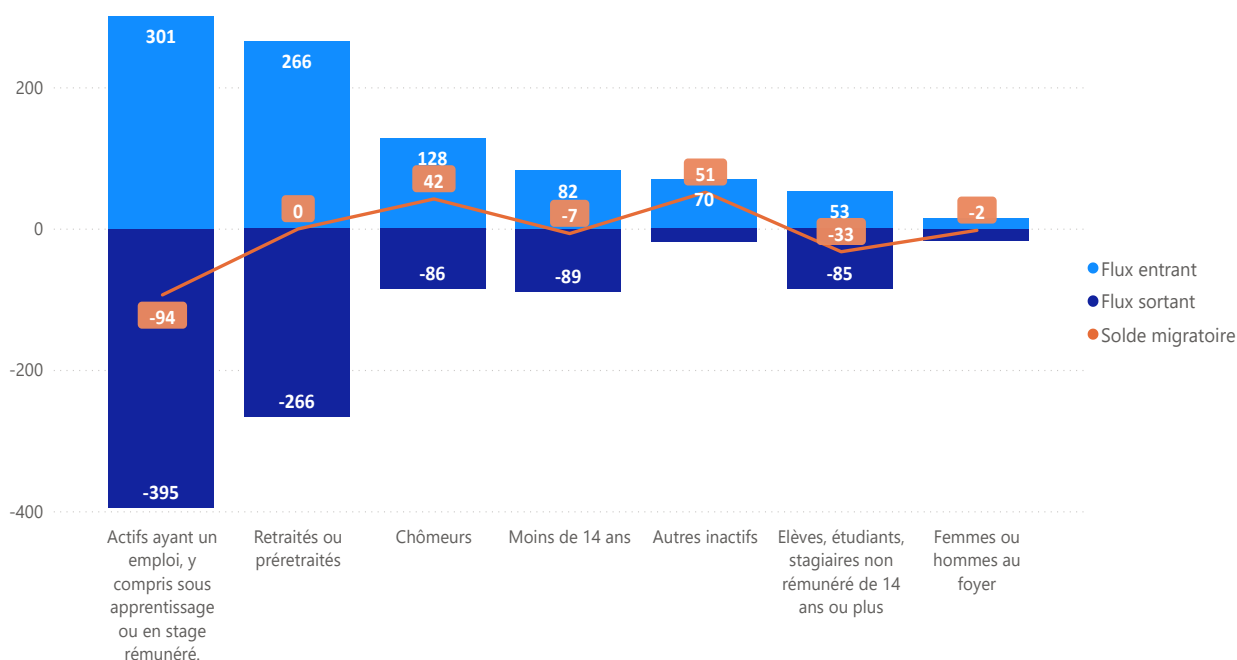 301
266
200
128
42
82
-7
51
70
53
-33
-2
0
0
-94
-86
-89
-85
Flux entrant
Flux sortant
Solde migratoire
-200
-266
-395
-400
Actifs ayant un
emploi, y
compris sous
apprentissage
ou en stage
rémunéré.
Retraités ou
préretraités
Chômeurs
Moins de 14 ans
Autres inactifs
Elèves, étudiants,
stagiaires non
rémunéré de 14
ans ou plus
Femmes ou
hommes au
foyer